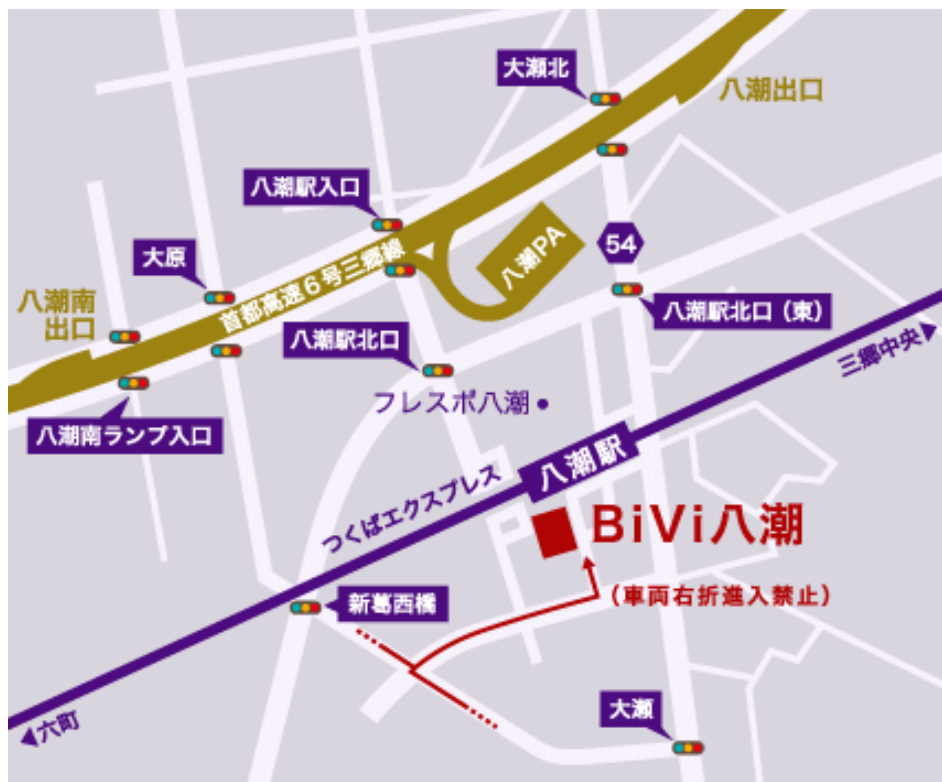 大瀬北
八潮出口
八潮駅入口
八潮PA
54
大原
首都高速6号三郷線
八潮南
出口
八潮駅北口(東)
八潮駅北口
三郷中央▶
フレスポ八潮●
八潮南ランプ入口
八潮駅
つくばエクスプレス
BiVi八潮
(車両右折進入禁止)
新葛西橋
大瀬
◀六町